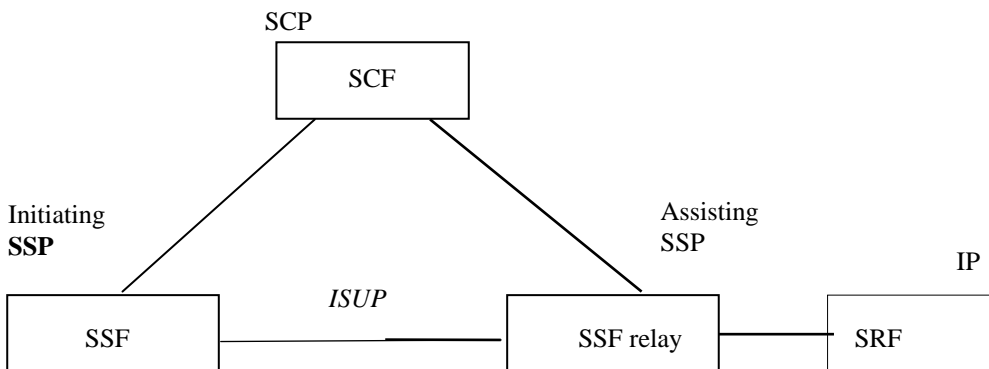 SCP
SCF
Initiating
SSP
Assisting
SSP
IP
ISUP
SSF
SSF relay
SRF